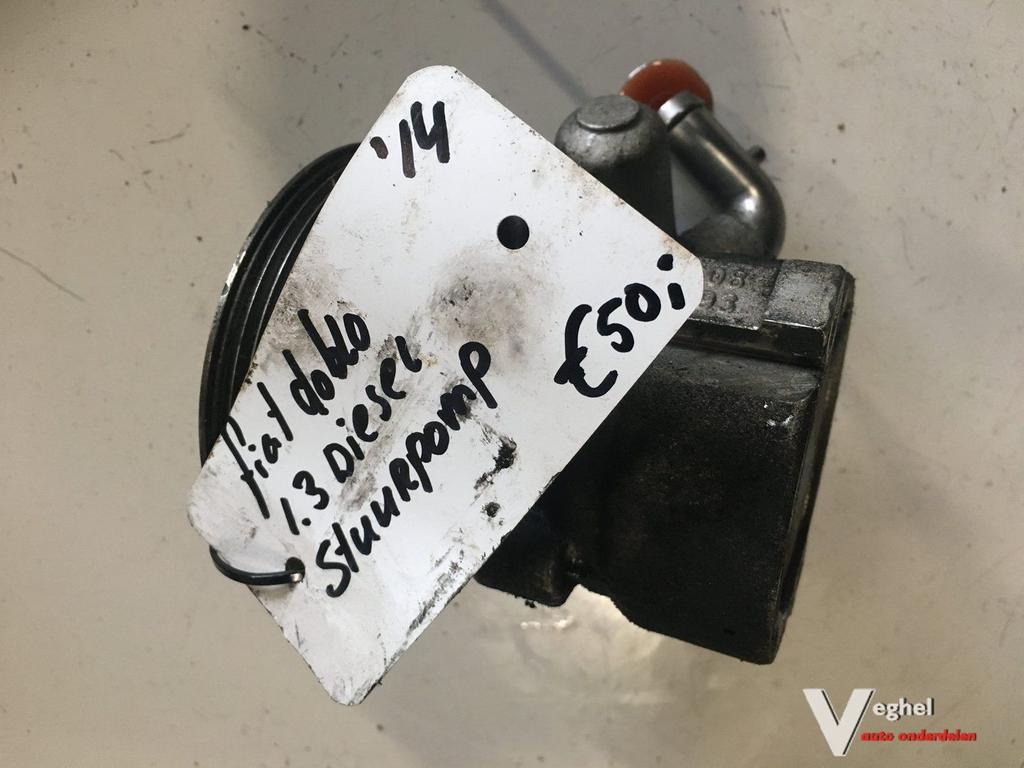 '14
fiat doblo
1.3 Diesel
Stuurpomp
€50,-
Veghel
auto onderdelen